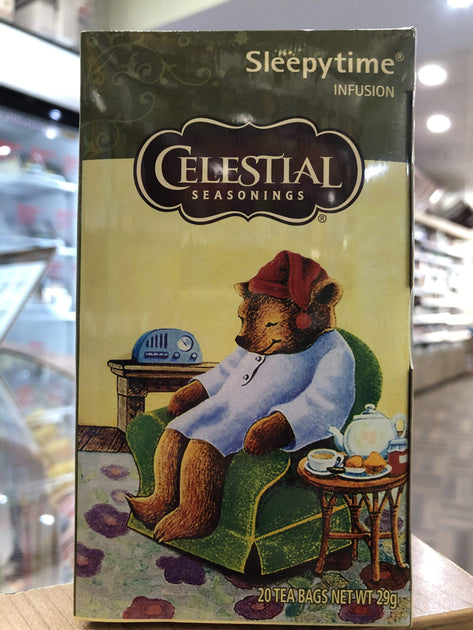 Sleepytime®
INFUSION
CELESTIAL
SEASONINGS
®
20 TEA BAGS NET WT 29g